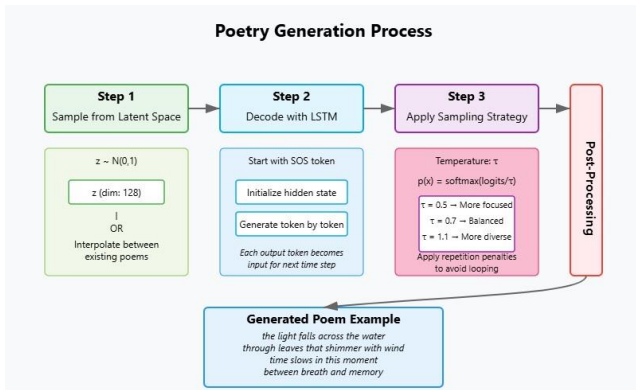 Poetry Generation Process
Step 1
Sample from Latent Space
Step 2
Decode with LSTM
Step 3
Apply Sampling Strategy
Post-Processing
z ~ N(0,1)
z (dim: 128)
|
OR
Interpolate between
existing poems
Start with SOS token
Initialize hidden state
Generate token by token
Each output token becomes
input for next time step
Temperature: τ
p(x) = softmax(logits/τ)
τ = 0.5 → More focused
τ = 0.7 → Balanced
τ = 1.1 → More diverse
Apply repetition penalties
to avoid looping
Generated Poem Example
the light falls across the water
through leaves that shimmer with wind
time slows in this moment
between breath and memory